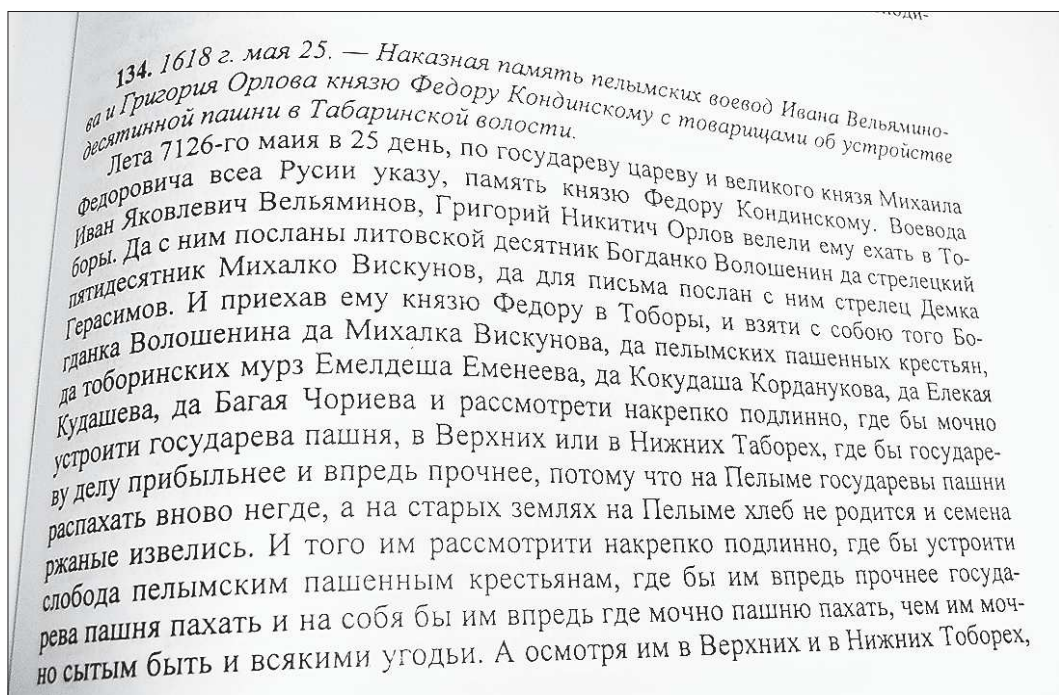 134. 1618 г. мая 25. — Наказная память пелымских воевод Ивана Вельямино-
ва и Григория Орлова князю Федору Кондинскому с товарищами об устройстве
десятинной пашни в Табаринской волости.
Лета 7126-го маия в 25 день, по государеву цареву и великого князя Михаила
Федоровича всеа Русии указу, память князю Федору Кондинскому. Воевода
Иван Яковлевич Вельяминов, Григорий Никитич Орлов велели ему ехать в То-
боры. Да с ним посланы литовской десятник Богданко Волошенин да стрелецкий
пятидесятник Михалко Вискунов, да для письма послан с ним стрелец Демка
Герасимов. И приехав ему князю Федору в Тоборы, и взяти с собою того Бо-
гданка Волошенина да Михалка Вискунова, да пелымских пашенных крестьян,
да тоборинских мурз Емелдеша Еменеева, да Кокудаша Корданукова, да Елекая
Кудашева, да Багая Чориева и рассмотрети накрепко подлинно, где бы мочно
устроити государева пашня, в Верхних или в Нижних Таборех, где бы государе-
ву делу прибыльнее и впредь прочнее, потому что на Пелыме государевы пашни
распахать вново негде, а на старых землях на Пелыме хлеб не родится и семена
ржаные извелись. И того им рассмотрити накрепко подлинно, где бы устроити
слобода пелымским пашенным крестьянам, где бы им впредь прочнее госуда-
рева пашня пахать и на собя бы им впредь где мочно пашню пахать, чем им моч-
но сытым быть и всякими угодьи. А осмотря им в Верхних и в Нижних Тоборех,